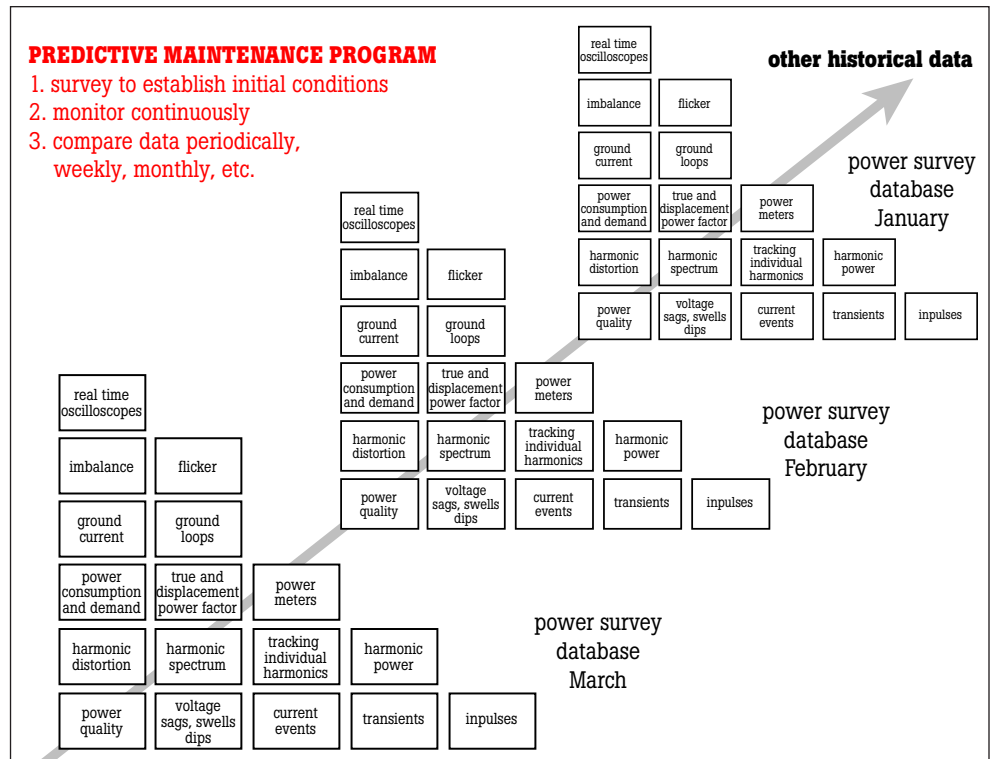 PREDICTIVE MAINTENANCE PROGRAM
1. survey to establish initial conditions
2. monitor continuously
3. compare data periodically,
weekly, monthly, etc.
other historical data
real time
oscilloscopes
imbalance
flicker
ground
current
ground
loops
power
consumption
and demand
true and
displacement
power factor
power
meters
harmonic
distortion
harmonic
spectrum
tracking
individual
harmonics
harmonic
power
power
quality
voltage
sags, swells
dips
current
events
transients
inpulses
power survey
database
January
real time
oscilloscopes
imbalance
flicker
ground
current
ground
loops
power
consumption
and demand
true and
displacement
power factor
power
meters
harmonic
distortion
harmonic
spectrum
tracking
individual
harmonics
harmonic
power
power
quality
voltage
sags, swells
dips
current
events
transients
inpulses
power survey
database
February
real time
oscilloscopes
imbalance
flicker
ground
current
ground
loops
power
consumption
and demand
true and
displacement
power factor
power
meters
harmonic
distortion
harmonic
spectrum
tracking
individual
harmonics
harmonic
power
power
quality
voltage
sags, swells
dips
current
events
transients
inpulses
power survey
database
March